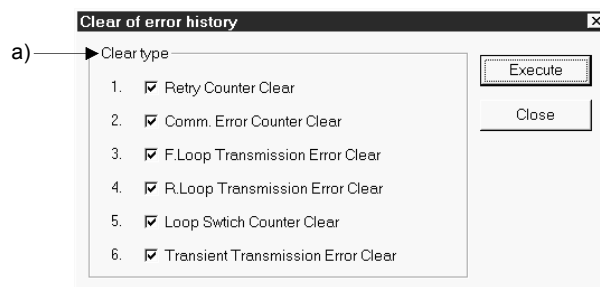 Clear of error history
a)
Clear type
Execute
1. Retry Counter Clear
2. Comm. Error Counter Clear
Close
3. F.Loop Transmission Error Clear
4. R.Loop Transmission Error Clear
5. Loop Swtich Counter Clear
6. Transient Transmission Error Clear